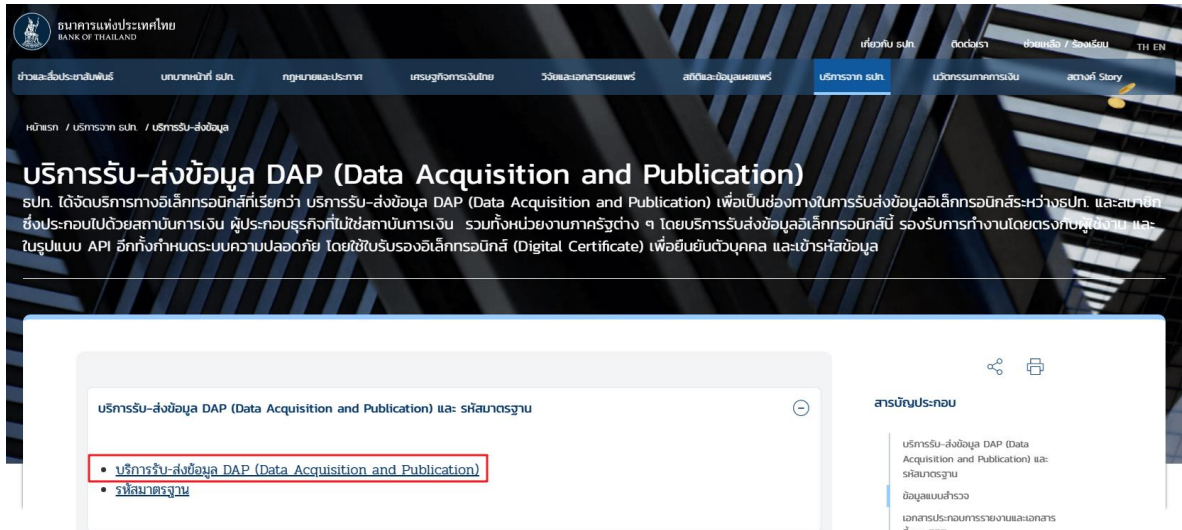 ธนาคารแห่งประเทศไทย
BANK OF THAILAND
เกี่ยวกับ ธปท. ติดต่อเรา ช่วยเหลือ / ร้องเรียน TH EN
ข่าวและสื่อประชาสัมพันธ์ บทบาทหน้าที่ ธปท. กฎหมายและประกาศ เศรษฐกิจการเงินไทย วิจัยและเอกสารเผยแพร่ สถิติและข้อมูลเผยแพร่ บริการจาก ธปท. นวัตกรรมภาคการเงิน สตางค์ Story
หน้าแรก / บริการจาก ธปท. / บริการรับ-ส่งข้อมูล
บริการรับ-ส่งข้อมูล DAP (Data Acquisition and Publication)
ธปท. ได้จัดบริการทางอิเล็กทรอนิกส์ที่เรียกว่า บริการรับ-ส่งข้อมูล DAP (Data Acquisition and Publication) เพื่อเป็นช่องทางในการรับส่งข้อมูลอิเล็กทรอนิกส์ระหว่างธปท. และสมาชิก
ซึ่งประกอบไปด้วยสถาบันการเงิน ผู้ประกอบธุรกิจที่ไม่ใช่สถาบันการเงิน รวมทั้งหน่วยงานภาครัฐต่าง ๆ โดยบริการรับส่งข้อมูลอิเล็กทรอนิกส์นี้ รองรับการทำงานโดยตรงกับผู้ใช้งาน และ
ในรูปแบบ API อีกทั้งกำหนดระบบความปลอดภัย โดยใช้ใบรับรองอิเล็กทรอนิกส์ (Digital Certificate) เพื่อยืนยันตัวบุคคล และเข้ารหัสข้อมูล
บริการรับ-ส่งข้อมูล DAP (Data Acquisition and Publication) และ รหัสมาตรฐาน
• บริการรับ-ส่งข้อมูล DAP (Data Acquisition and Publication)
• รหัสมาตรฐาน
สารบัญประกอบ
บริการรับ-ส่งข้อมูล DAP (Data
Acquisition and Publication) และ
รหัสมาตรฐาน
ข้อมูลแบบสำรวจ
เอกสารประกอบการรายงานและเอกสาร